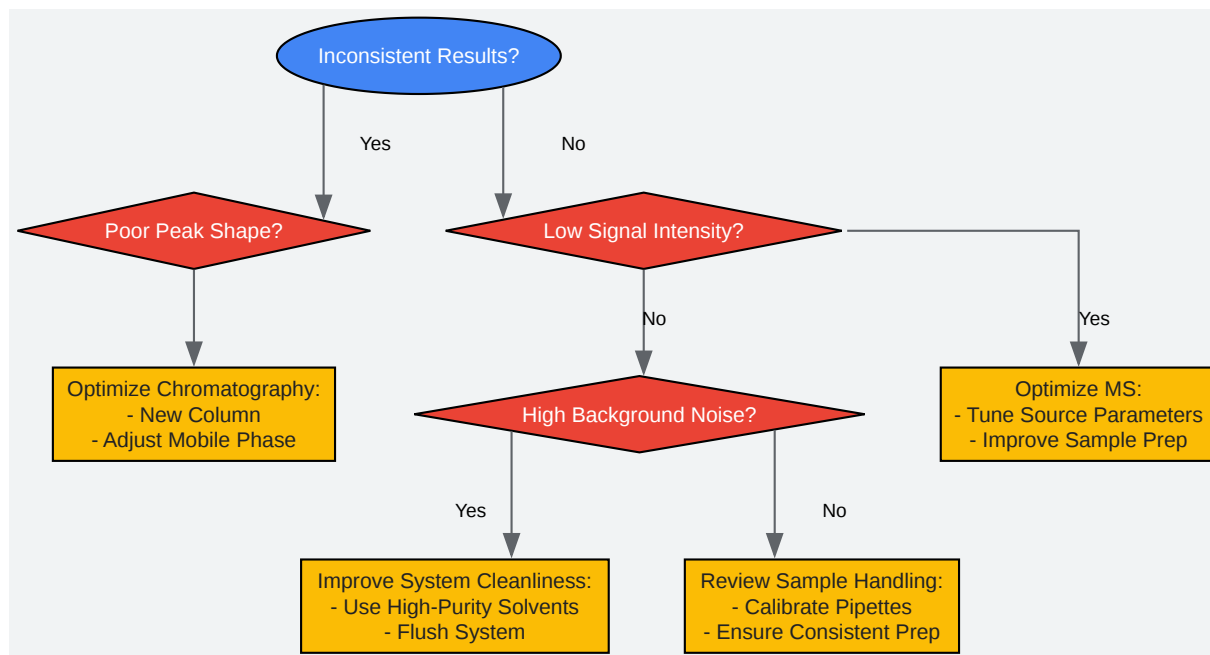 Inconsistent Results?
Yes
No
Poor Peak Shape?
Low Signal Intensity?
No
Yes
Optimize Chromatography:
- New Column
- Adjust Mobile Phase
High Background Noise?
Optimize MS:
- Tune Source Parameters
- Improve Sample Prep
Yes
No
Improve System Cleanliness:
- Use High-Purity Solvents
- Flush System
Review Sample Handling:
- Calibrate Pipettes
- Ensure Consistent Prep